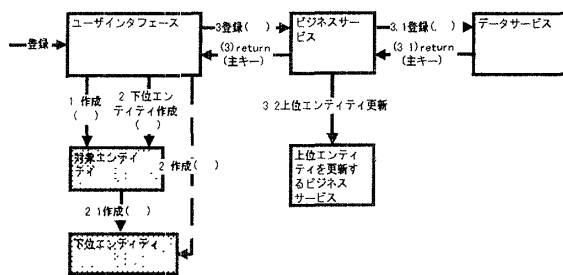 登録
ユーザインタフェース
3登録( )
(3)return
(主キー)
ビジネスサー
ビス
3.1登録( )
(3 1)return
(主キー)
データサービス
1 作成
( )
2 下位エン
ティティ作成
( )
3 2上位エンティティ更新
対象エンティ
ティ
2 作成( )
上位エンティ
ティを更新す
るビジネス
サービス
2 1作成( )
下位エンティティ